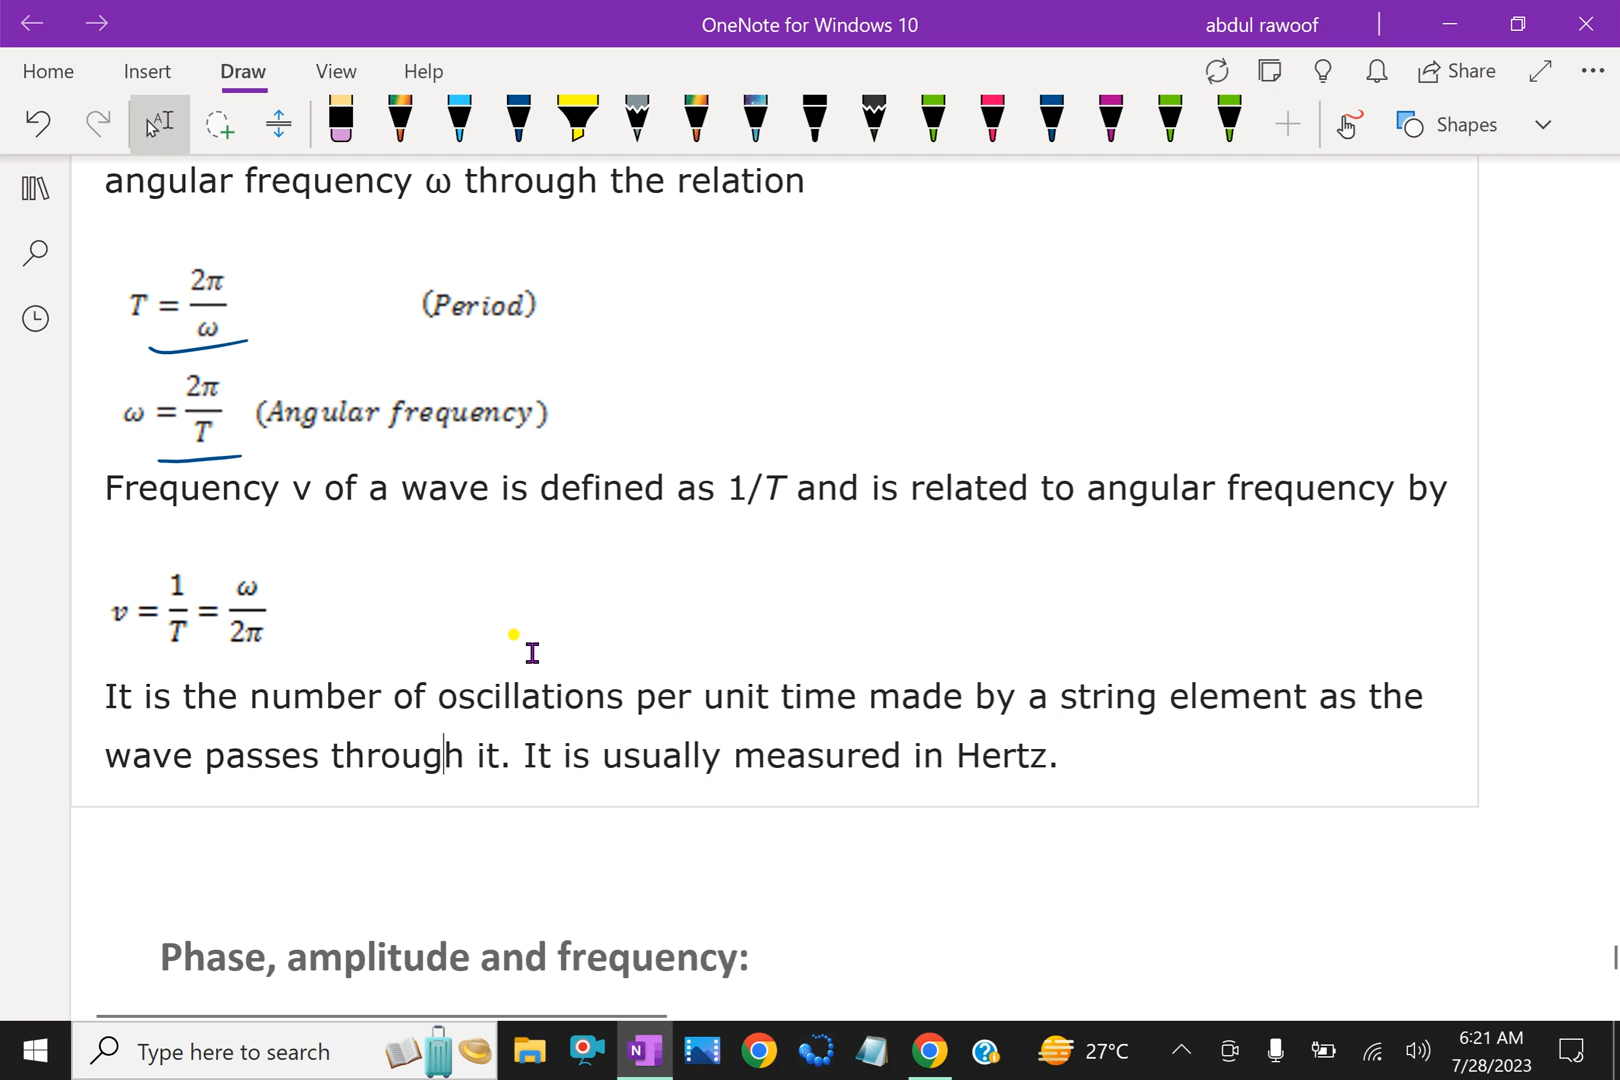 OneNote for Windows 10
abdul rawoof
Home Insert Draw View Help
Share
Shapes
angular frequency ω through the relation
T = 2π/ω (Period)
ω = 2π/T (Angular frequency)
Frequency v of a wave is defined as 1/T and is related to angular frequency by
v = 1/T = ω/2π
It is the number of oscillations per unit time made by a string element as the
wave passes through it. It is usually measured in Hertz.
Phase, amplitude and frequency:
Type here to search
27°C
6:21 AM
7/28/2023